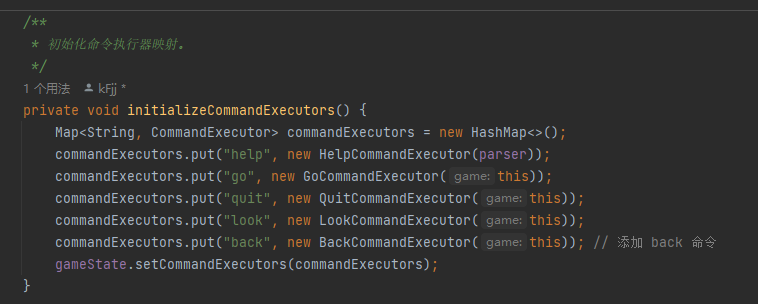 /**
 * 初始化命令执行器映射。
 */
1 个用法 kFjj *
private void initializeCommandExecutors() {
    Map<String, CommandExecutor> commandExecutors = new HashMap<>();
    commandExecutors.put("help", new HelpCommandExecutor(parser));
    commandExecutors.put("go", new GoCommandExecutor( game: this));
    commandExecutors.put("quit", new QuitCommandExecutor( game: this));
    commandExecutors.put("look", new LookCommandExecutor( game: this));
    commandExecutors.put("back", new BackCommandExecutor( game: this)); // 添加 back 命令
    gameState.setCommandExecutors(commandExecutors);
}